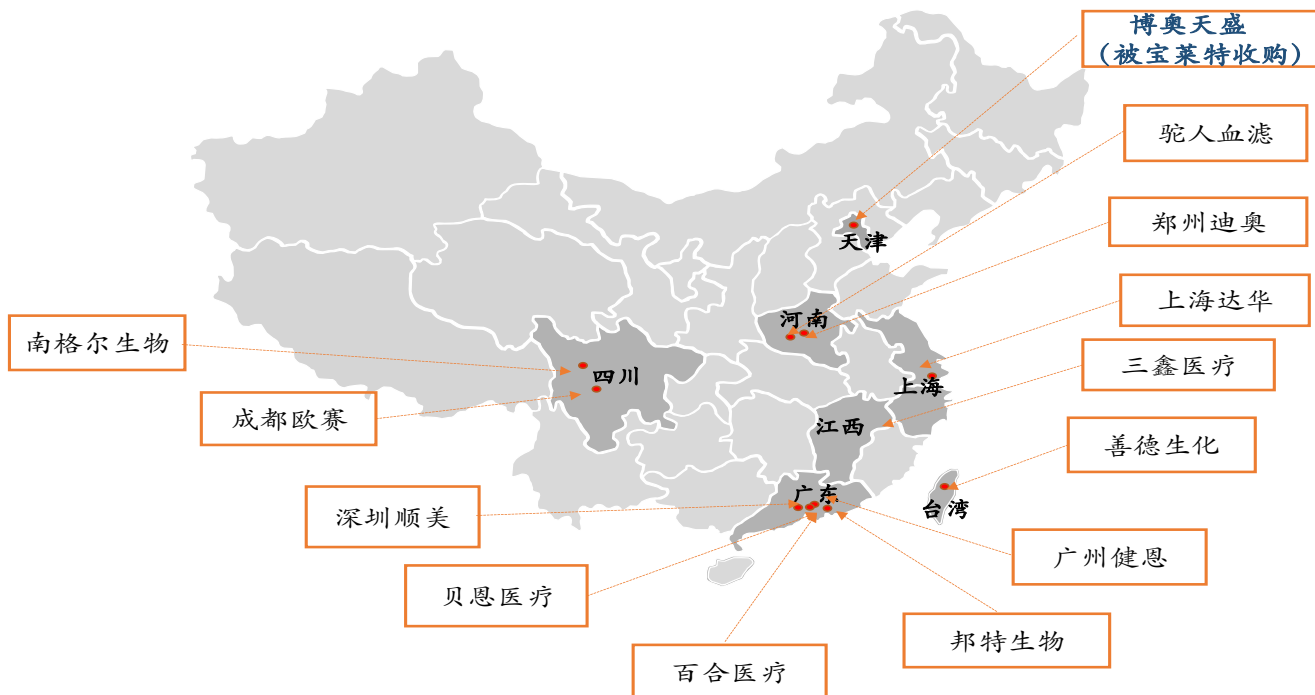 博奥天盛
(被宝莱特收购)
驼人血滤
天津
郑州迪奥
上海达华
河南
南格尔生物
三鑫医疗
四川
上海
成都欧赛
江西
善德生化
广东
台湾
深圳顺美
广州健恩
贝恩医疗
邦特生物
百合医疗